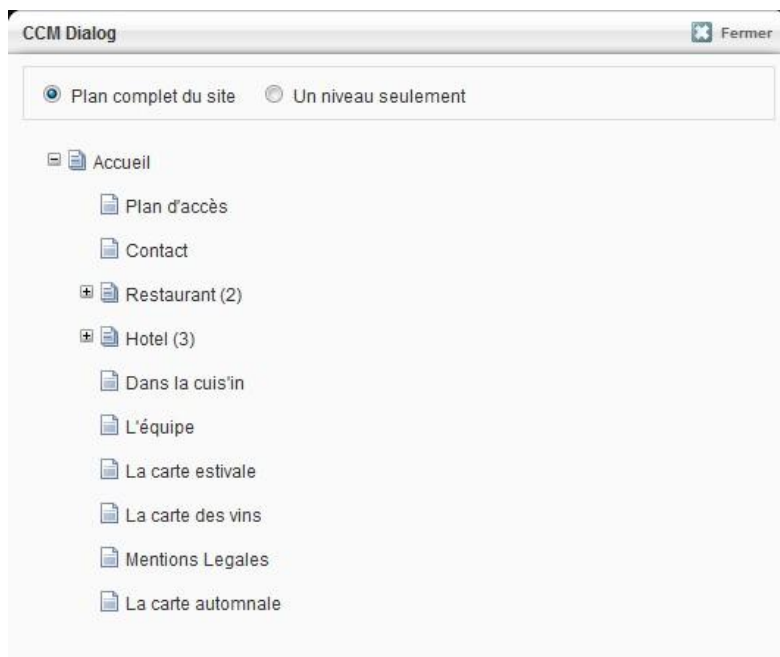 CCM Dialog Fermer
Plan complet du site Un niveau seulement
Accueil
Plan d'accès
Contact
Restaurant (2)
Hotel (3)
Dans la cuis'in
L'équipe
La carte estivale
La carte des vins
Mentions Legales
La carte automnale